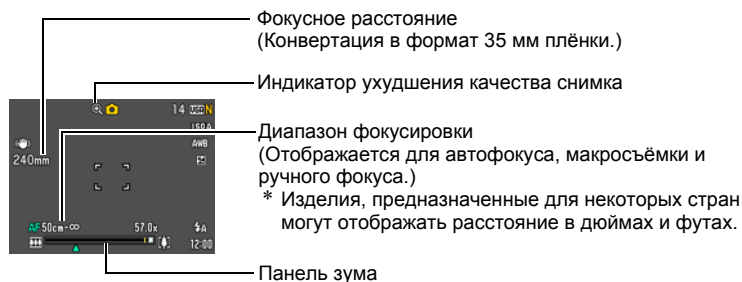 Фокусное расстояние
(Конвертация в формат 35 мм плёнки.)
Индикатор ухудшения качества снимка
14 N
ISO A
Диапазон фокусировки
AWB
(Отображается для автофокуса, макросъёмки и
240mm
ручного фокуса.)
* Изделия, предназначенные для некоторых стран
могут отображать расстояние в дюймах и футах.
AF 50cm-∞ 57.0x A
12:00
Панель зума